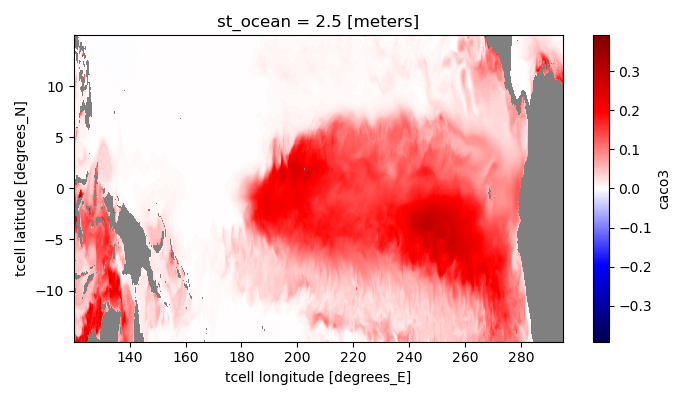 st_ocean = 2.5 [meters]
10
5
0
−5
−10
tcell latitude [degrees_N]
140 160 180 200 220 240 260 280
tcell longitude [degrees_E]
0.3
0.2
0.1
0.0
−0.1
−0.2
−0.3
caco3